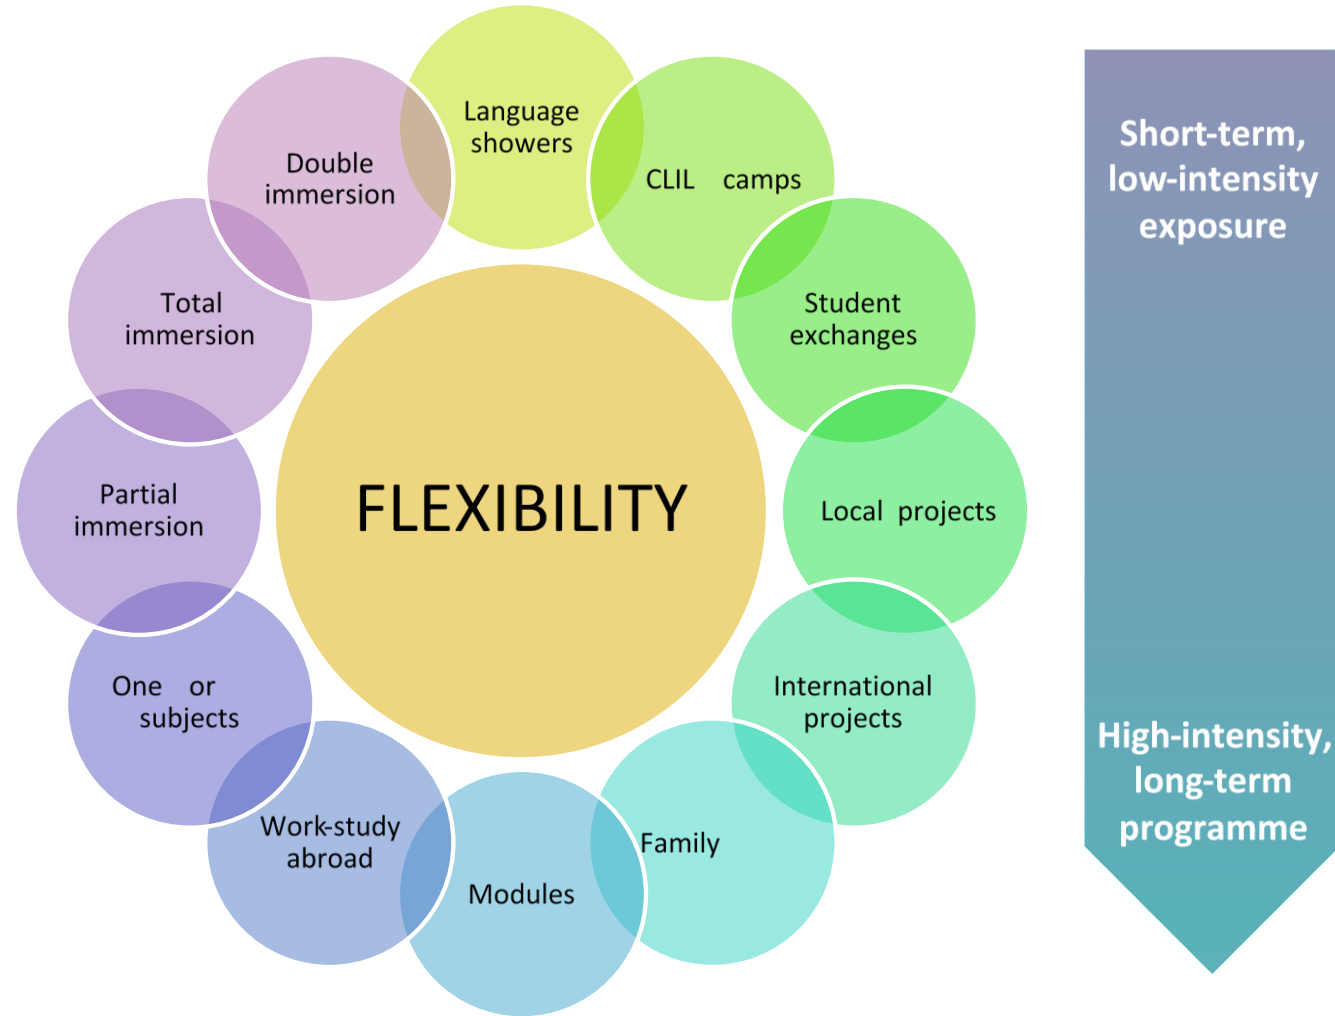 Language
showers
CLIL camps
Student
exchanges
Local projects
International
projects
Family
Modules
Work-study
abroad
One or
subjects
Partial
immersion
Total
immersion
Double
immersion
FLEXIBILITY
Short-term,
low-intensity
exposure
High-intensity,
long-term
programme